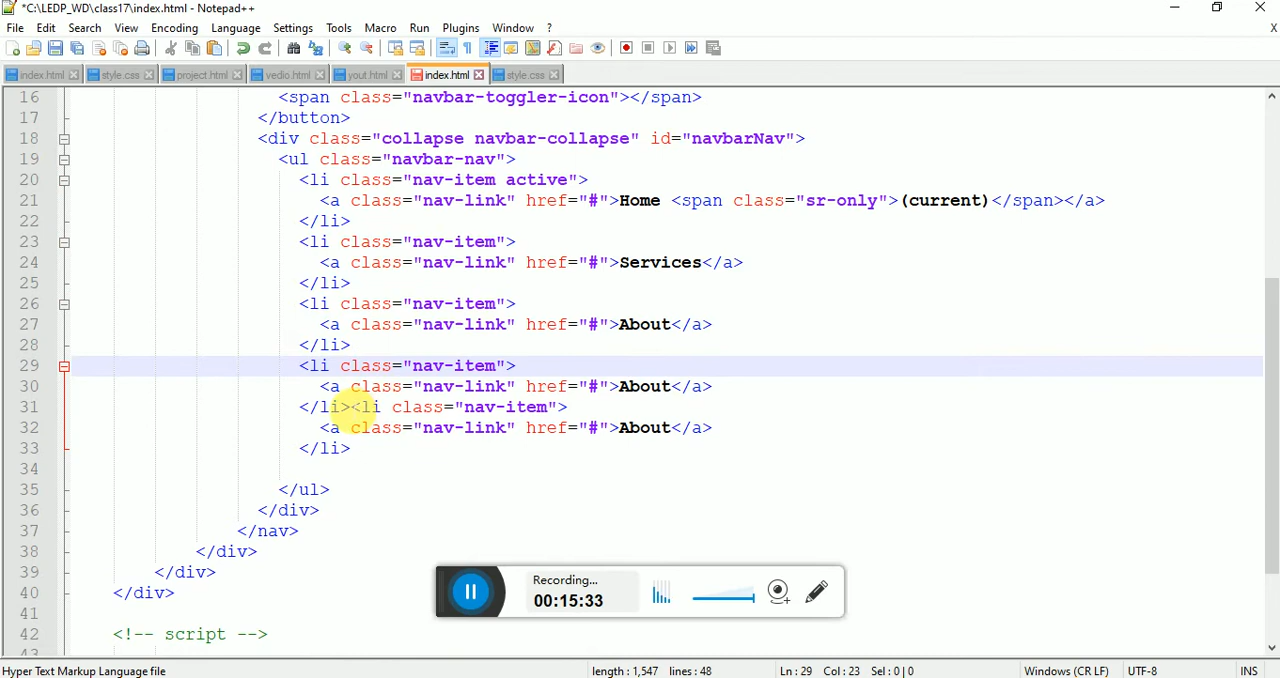 *C:\LEDP_WD\class17\index.html - Notepad++
File Edit Search View Encoding Language Settings Tools Macro Run Plugins Window ?
X
index.html style.css project.html vedio.html yout.html index.html style.css
16 <span class="navbar-toggler-icon"></span>
17 </button>
18 <div class="collapse navbar-collapse" id="navbarNav">
19 <ul class="navbar-nav">
20 <li class="nav-item active">
21 <a class="nav-link" href="#">Home <span class="sr-only">(current)</span></a>
22 </li>
23 <li class="nav-item">
24 <a class="nav-link" href="#">Services</a>
25 </li>
26 <li class="nav-item">
27 <a class="nav-link" href="#">About</a>
28 </li>
29 <li class="nav-item">
30 <a class="nav-link" href="#">About</a>
31 </li><li class="nav-item">
32 <a class="nav-link" href="#">About</a>
33 </li>
34
35 </ul>
36 </div>
37 </nav>
38 </div>
39 </div>
40 </div>
41
42 <!-- script -->
43
Recording...
00:15:33
Hyper Text Markup Language file length : 1,547 lines : 48 Ln : 29 Col : 23 Sel : 0 | 0 Windows (CR LF) UTF-8 INS